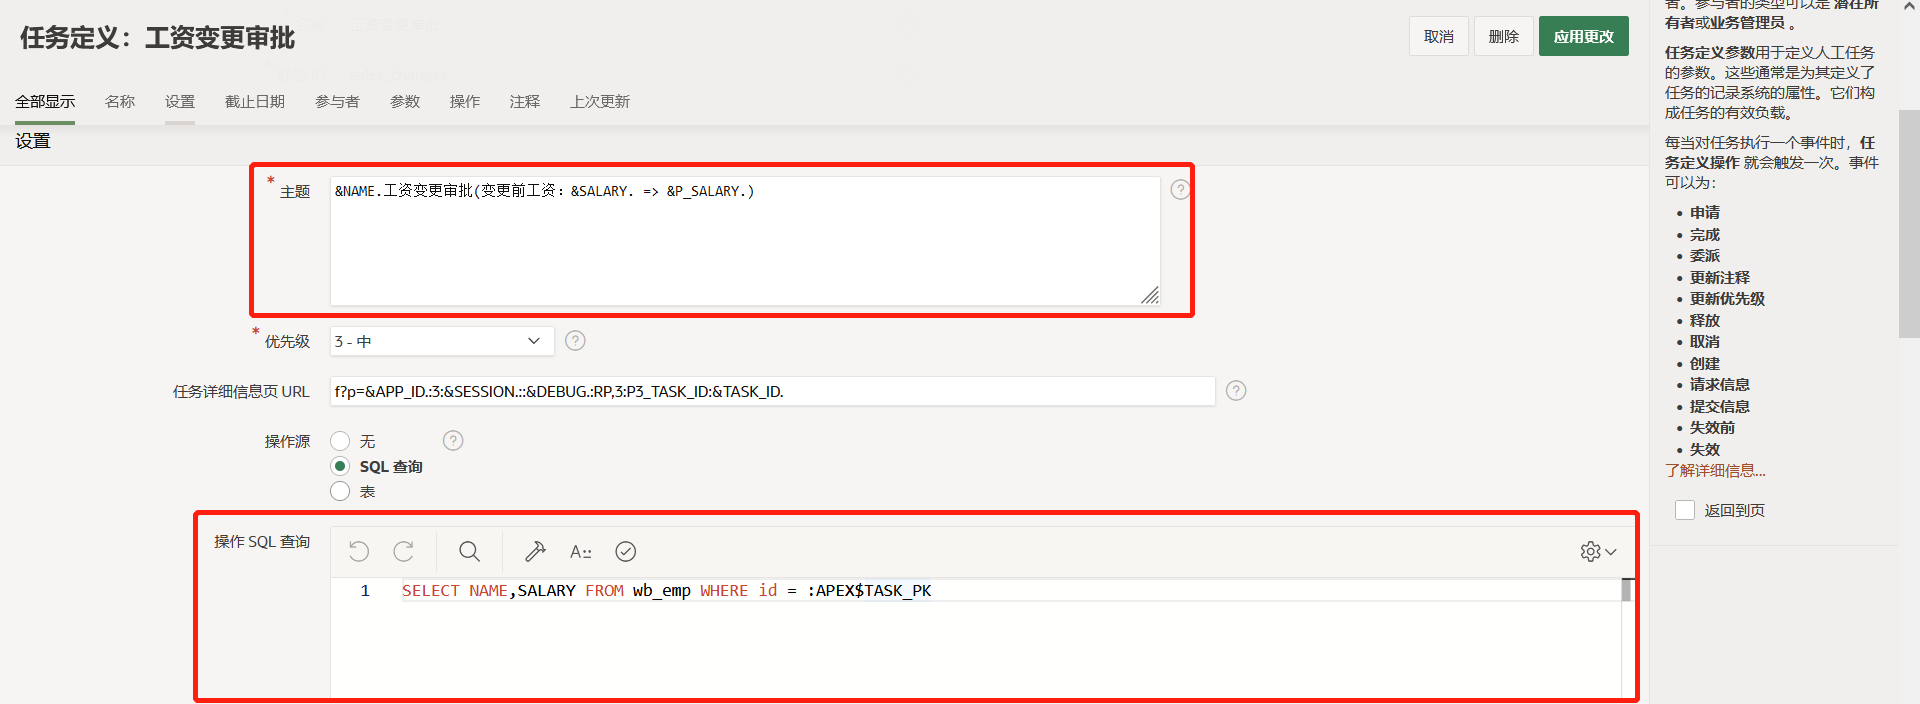 任务定义：工资变更审批
取消
删除
应用更改
全部显示
名称
设置
截止日期
参与者
参数
操作
注释
上次更新
设置
* 主题
&NAME.工资变更审批(变更前工资：&SALARY. => &P_SALARY.)
* 优先级
3 - 中
任务详细信息页 URL
f?p=&APP_ID.:3:&SESSION.::&DEBUG.:RP,3:P3_TASK_ID:&TASK_ID.
操作源
无
SQL 查询
表
操作 SQL 查询
1 SELECT NAME,SALARY FROM wb_emp WHERE id = :APEX$TASK_PK
者。参与者的类型可以是 潜在所
有者或业务管理员 。
任务定义参数用于定义人工任务
的参数。这些通常是为其定义了
任务的记录系统的属性。它们构
成任务的有效负载。
每当对任务执行一个事件时，任
务定义操作 就会触发一次。事件
可以为：
• 申请
• 完成
• 委派
• 更新注释
• 更新优先级
• 释放
• 取消
• 创建
• 请求信息
• 提交信息
• 失效前
• 失效
了解详细信息...
返回到页